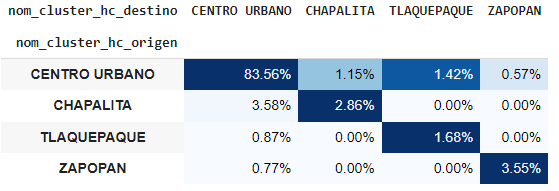 nom_cluster_hc_destino CENTRO URBANO CHAPALITA TLAQUEPAQUE ZAPOPAN
nom_cluster_hc_origen
CENTRO URBANO 83.56% 1.15% 1.42% 0.57%
CHAPALITA 3.58% 2.86% 0.00% 0.00%
TLAQUEPAQUE 0.87% 0.00% 1.68% 0.00%
ZAPOPAN 0.77% 0.00% 0.00% 3.55%